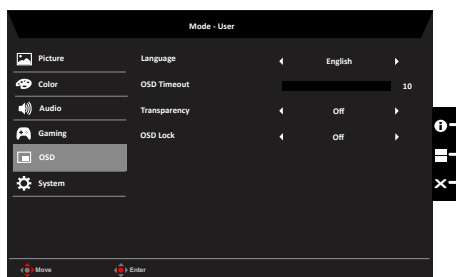 Mode - User
Picture
Language English
Color
OSD Timeout 10
Audio
Transparency Off
Gaming
OSD Lock Off
OSD
System
Move Enter